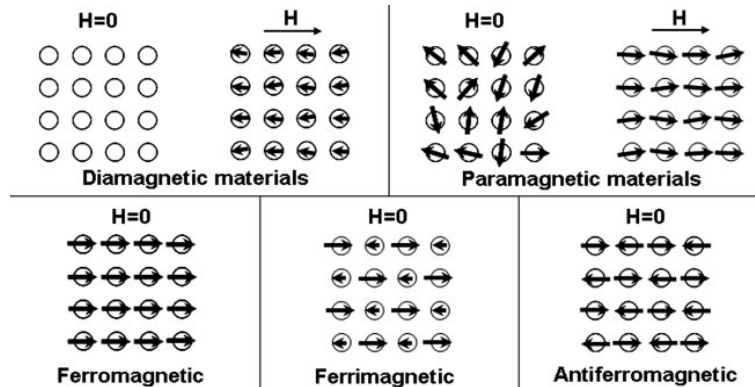 H=0
H
Diamagnetic materials
H=0
H
Paramagnetic materials
H=0
Ferromagnetic
H=0
Ferrimagnetic
H=0
Antiferromagnetic